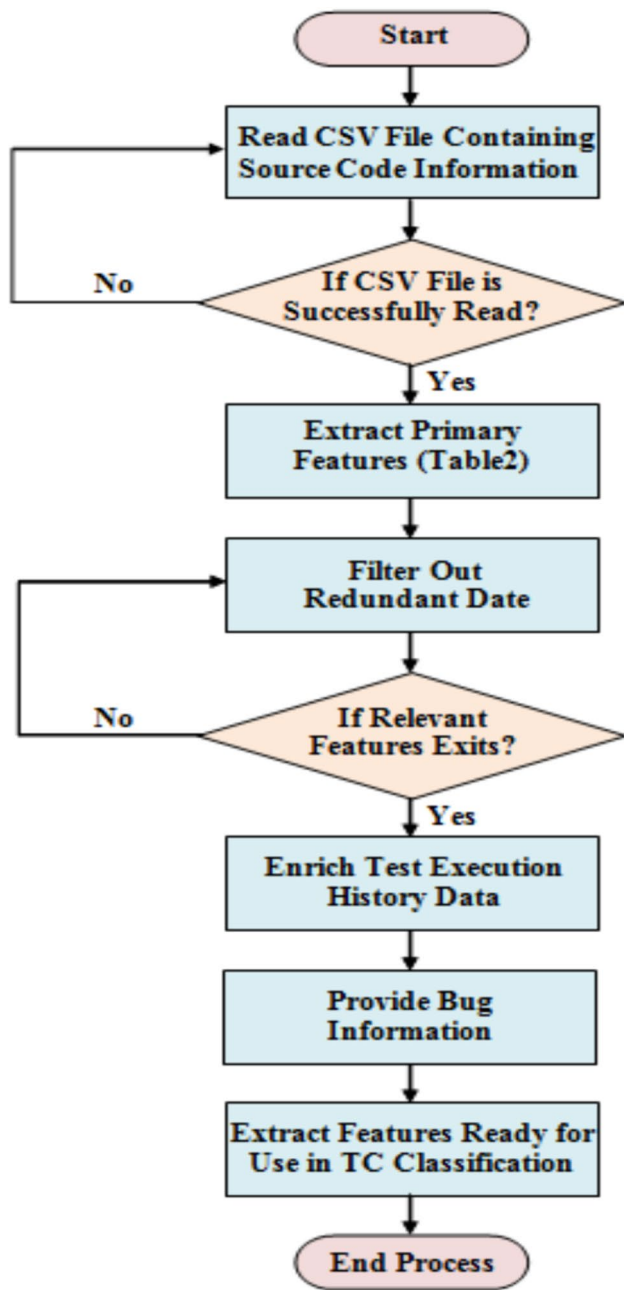 Start
Read CSV File Containing
Source Code Information
If CSV File is
Successfully Read?
No
Yes
Extract Primary
Features (Table2)
Filter Out
Redundant Date
If Relevant
Features Exits?
No
Yes
Enrich Test Execution
History Data
Provide Bug
Information
Extract Features Ready for
Use in TC Classification
End Process